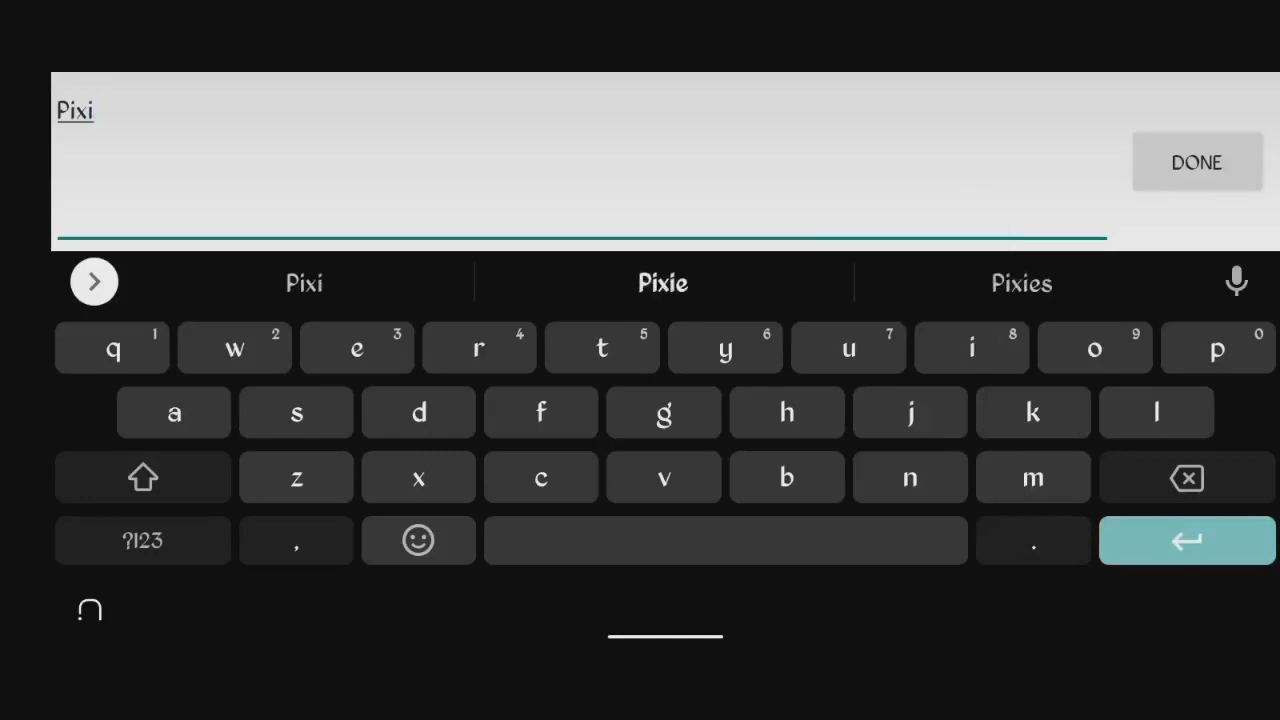 Pixi
DONE
Pixi Pixie Pixies
q 1 w 2 e 3 r 4 t 5 y 6 u 7 i 8 o 9 p 0
a s d f g h j k l
z x c v b n m
?123 , .